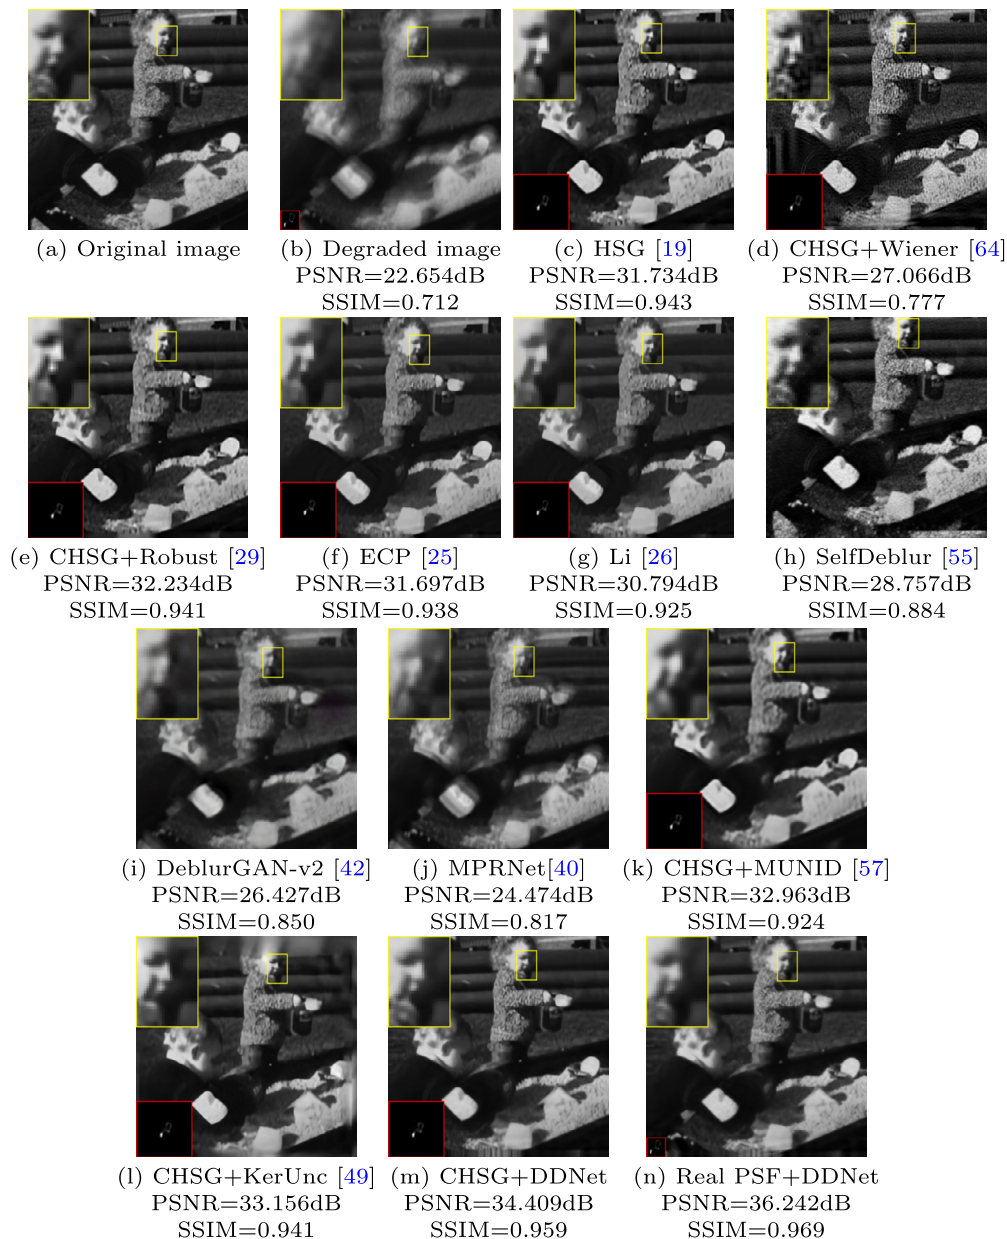 (a) Original image
(b) Degraded image
PSNR=22.654dB
SSIM=0.712
(c) HSG [19]
PSNR=31.734dB
SSIM=0.943
(d) CHSG+Wiener [64]
PSNR=27.066dB
SSIM=0.777
(e) CHSG+Robust [29]
PSNR=32.234dB
SSIM=0.941
(f) ECP [25]
PSNR=31.697dB
SSIM=0.938
(g) Li [26]
PSNR=30.794dB
SSIM=0.925
(h) SelfDeblur [55]
PSNR=28.757dB
SSIM=0.884
(i) DeblurGAN-v2 [42]
PSNR=26.427dB
SSIM=0.850
(j) MPRNet[40]
PSNR=24.474dB
SSIM=0.817
(k) CHSG+MUNID [57]
PSNR=32.963dB
SSIM=0.924
(l) CHSG+KerUnc [49]
PSNR=33.156dB
SSIM=0.941
(m) CHSG+DDNet
PSNR=34.409dB
SSIM=0.959
(n) Real PSF+DDNet
PSNR=36.242dB
SSIM=0.969